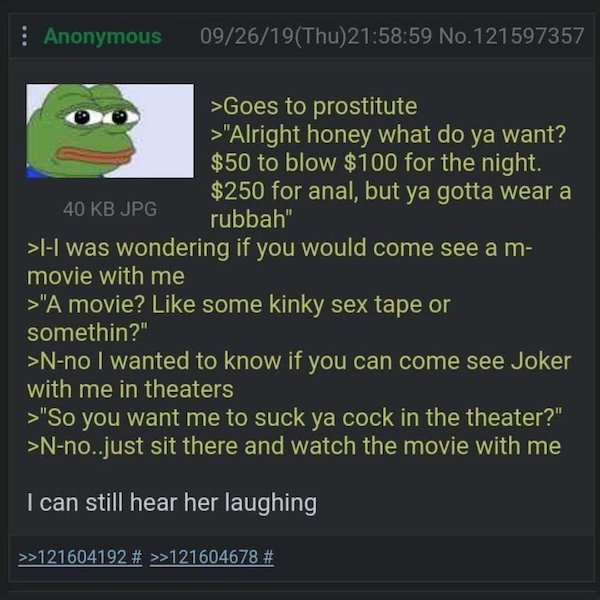 Anonymous 09/26/19(Thu)21:58:59 No.121597357
>Goes to prostitute
>"Alright honey what do ya want?
$50 to blow $100 for the night.
$250 for anal, but ya gotta wear a
rubbah"
40 KB JPG
>I-I was wondering if you would come see a m-
movie with me
>"A movie? Like some kinky sex tape or
somethin?"
>N-no I wanted to know if you can come see Joker
with me in theaters
>"So you want me to suck ya cock in the theater?"
>N-no..just sit there and watch the movie with me
I can still hear her laughing
>>121604192 # >>121604678 #